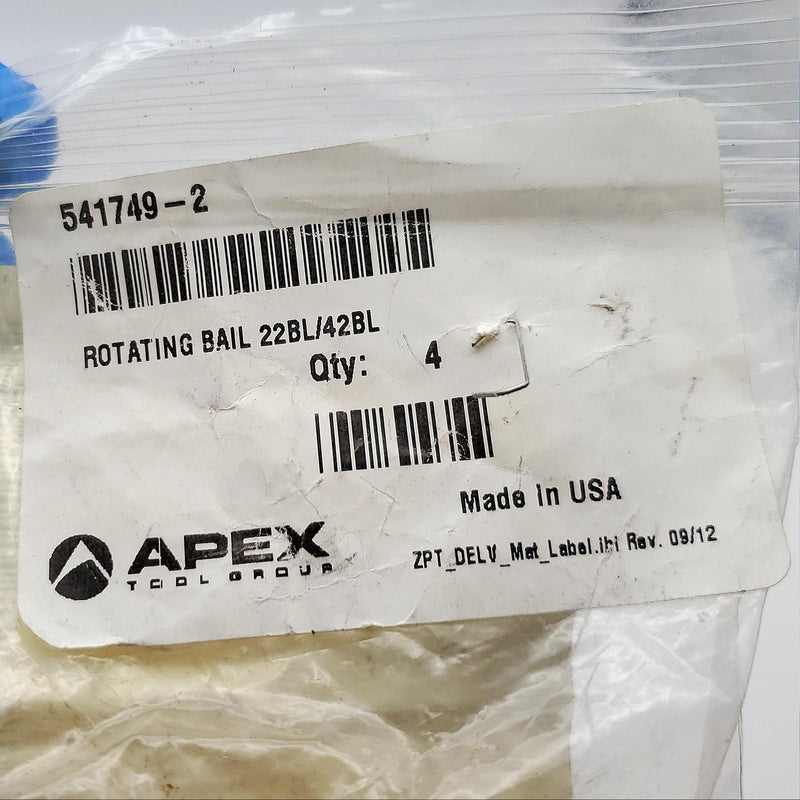 541749-2
ROTATING BAIL 22BL/42BL
Qty: 4
Made in USA
APEX
TOOL GROUP
ZPT_DELV_Mat_Label.lbl Rev. 09/12